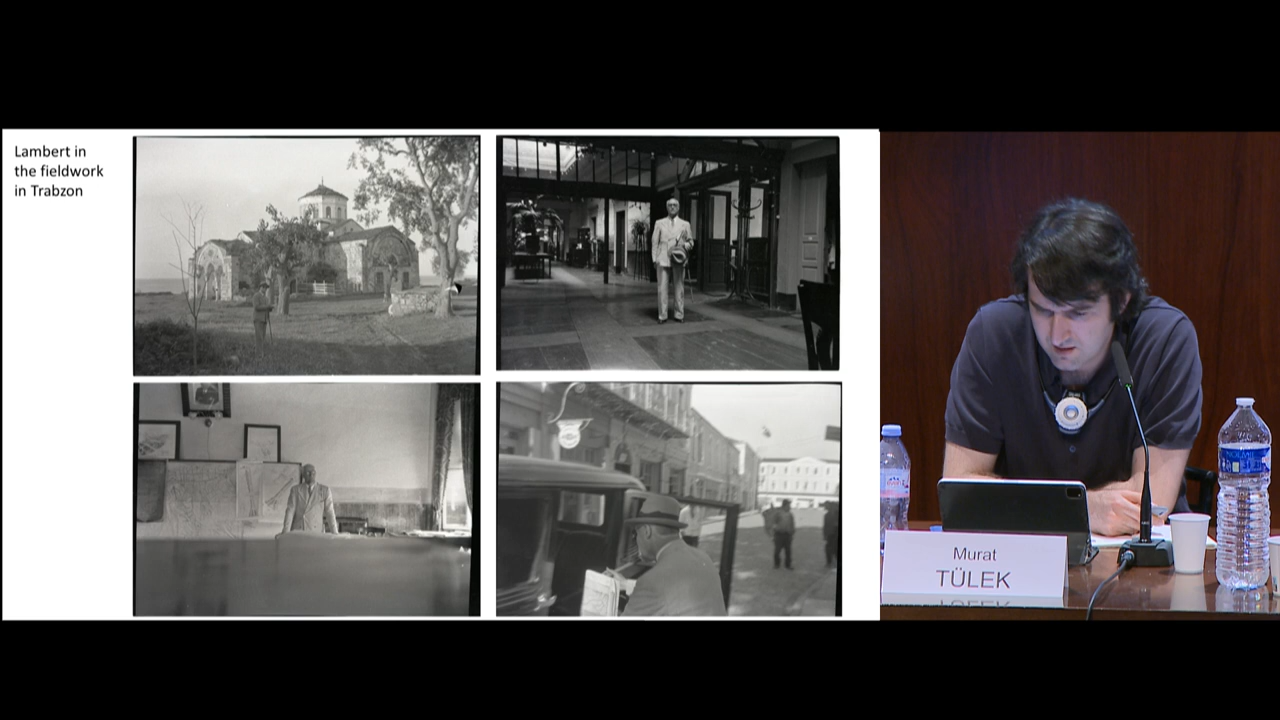 Lambert in
the fieldwork
in Trabzon
Murat
TÜLEK